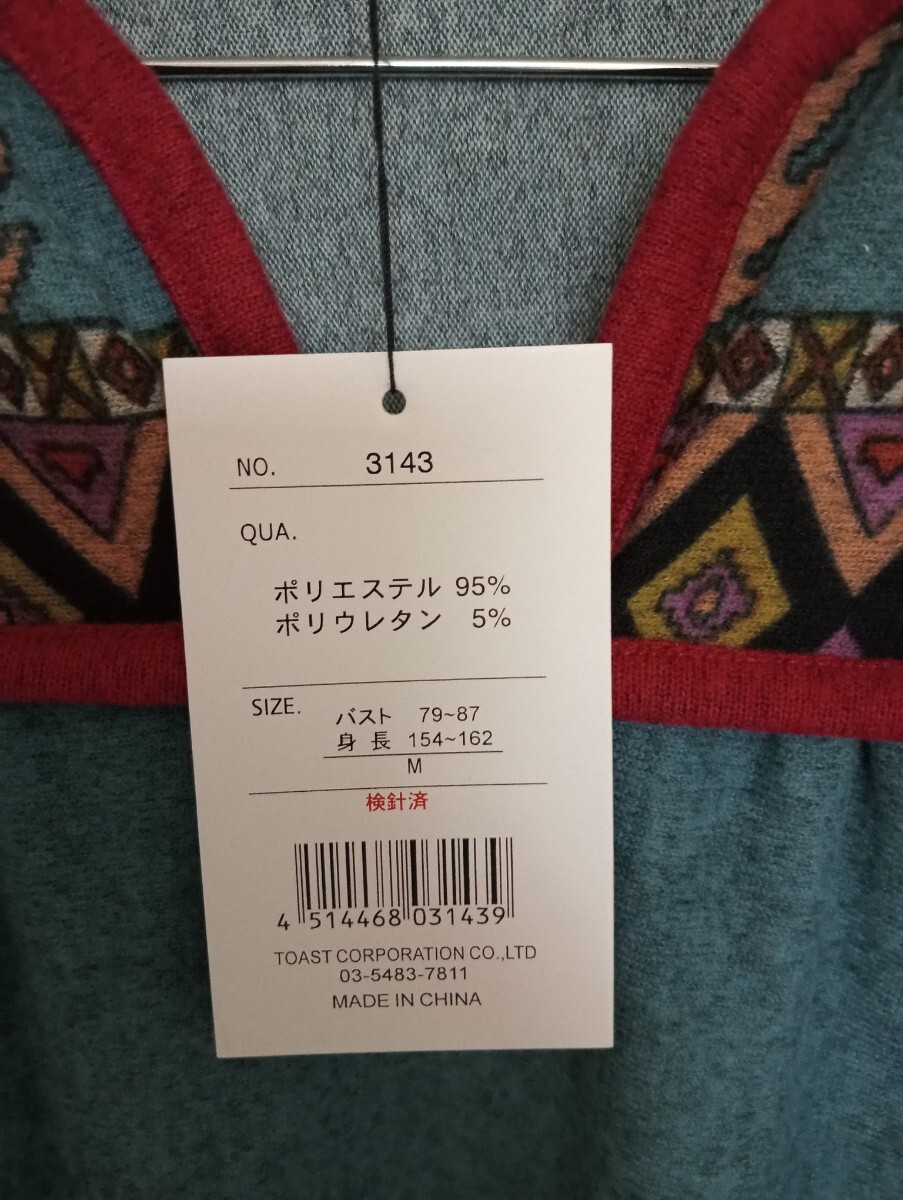 NO. 3143
QUA.
ポリエステル 95%
ポリウレタン 5%
SIZE. バスト 79~87
身長 154~162
M
検針済
4 514468 031439
TOAST CORPORATION CO.,LTD
03-5483-7811
MADE IN CHINA